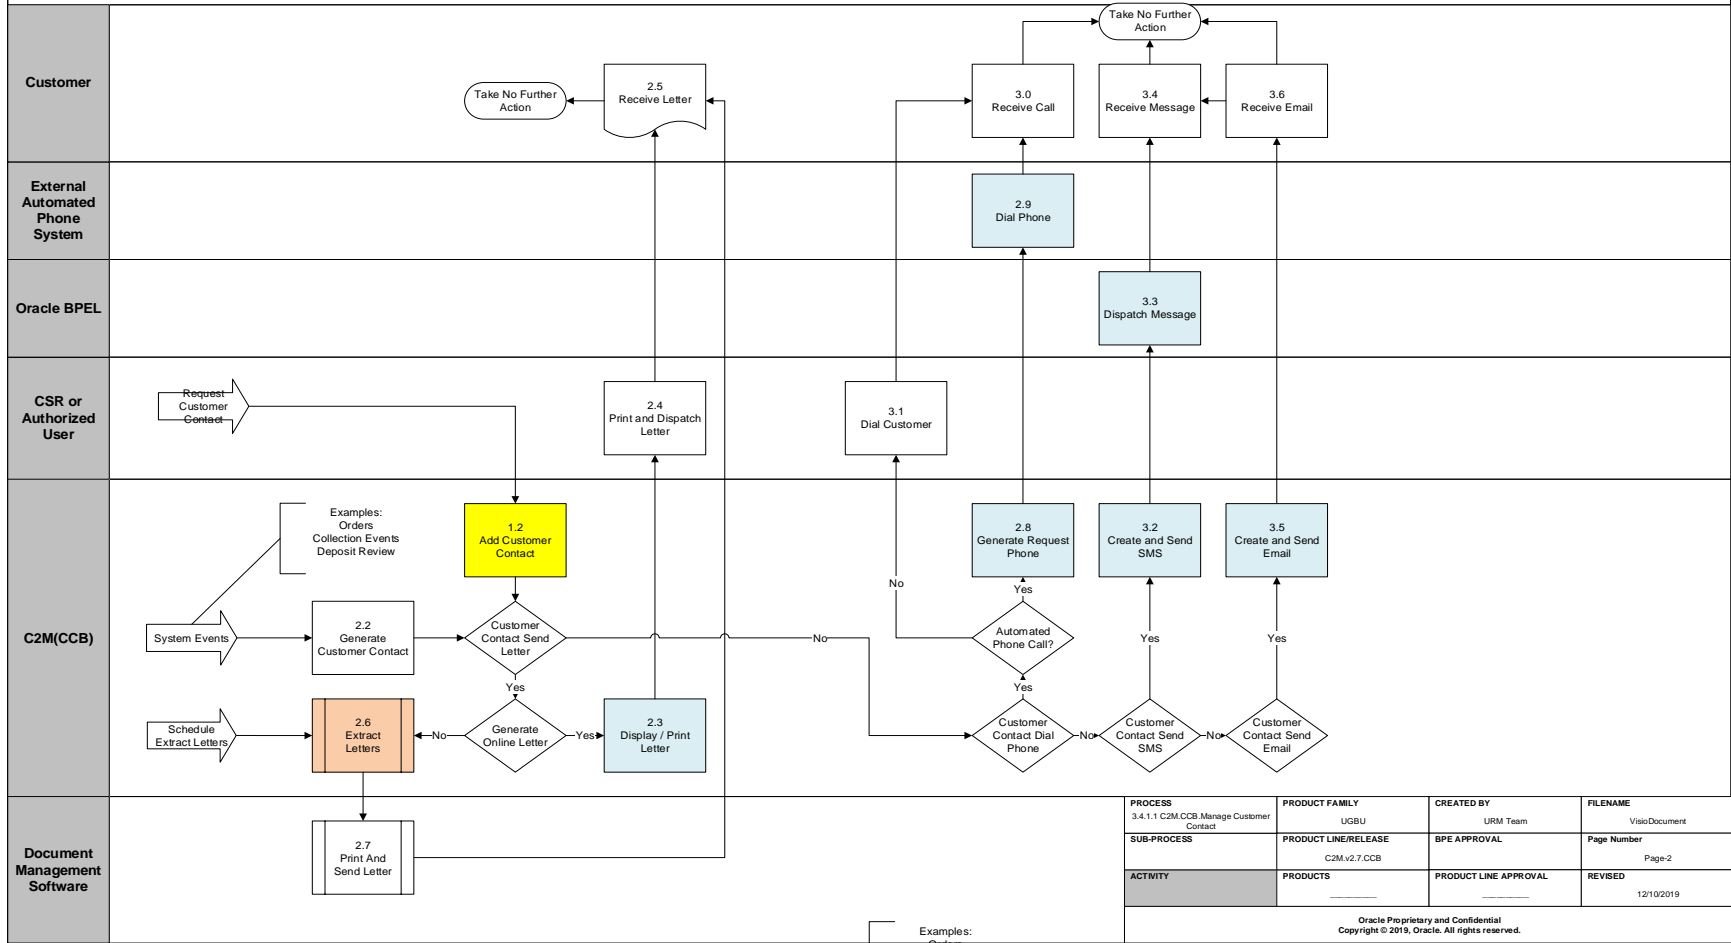 Customer
Take No Further
Action
2.5
Receive Letter
Take No Further
Action
3.0
Receive Call
3.4
Receive Message
3.6
Receive Email
External
Automated
Phone
System
2.9
Dial Phone
Oracle BPEL
3.3
Dispatch Message
CSR or
Authorized
User
Request
Customer
Contact
2.4
Print and Dispatch
Letter
3.1
Dial Customer
C2M(CCB)
Examples:
Orders
Collection Events
Deposit Review
1.2
Add Customer
Contact
2.8
Generate Request
Phone
3.2
Create and Send
SMS
3.5
Create and Send
Email
No
Yes
System Events
2.2
Generate
Customer Contact
Customer
Contact Send
Letter
No
Automated
Phone Call?
Yes
Yes
Yes
Yes
Schedule
Extract Letters
2.6
Extract
Letters
No
Generate
Online Letter
Yes
2.3
Display / Print
Letter
Customer
Contact Dial
Phone
No
Customer
Contact Send
SMS
No
Customer
Contact Send
Email
Document
Management
Software
2.7
Print And
Send Letter
PROCESS
3.4.1.1 C2M.CCB.Manage Customer
Contact
PRODUCT FAMILY
UGBU
CREATED BY
URM Team
FILENAME
VisioDocument
SUB-PROCESS
PRODUCT LINE/RELEASE
C2M.v2.7.CCB
BPE APPROVAL
Page Number
Page-2
ACTIVITY
PRODUCTS
PRODUCT LINE APPROVAL
REVISED
12/10/2019
Oracle Proprietary and Confidential
Copyright © 2019, Oracle. All rights reserved.
Examples: